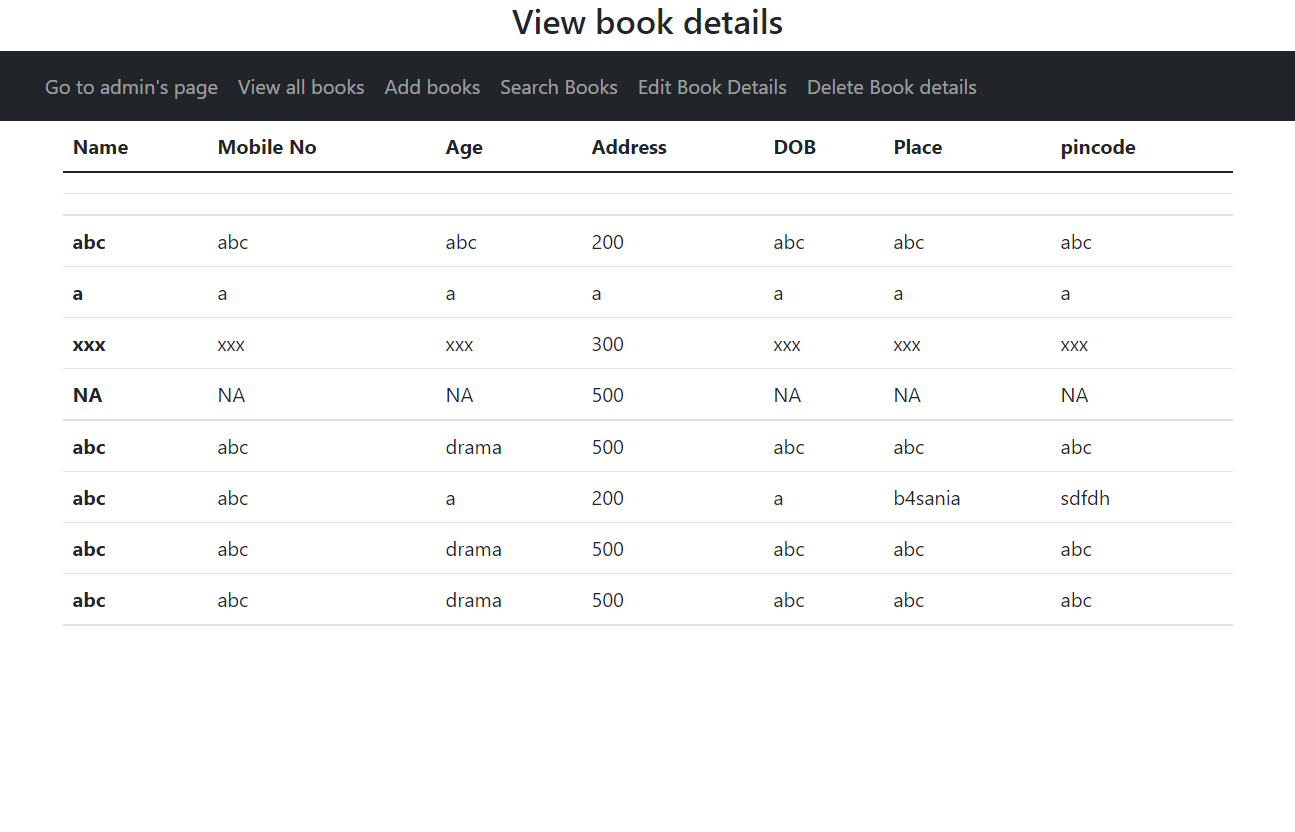 View book details
Go to admin's page View all books Add books Search Books Edit Book Details Delete Book details
Name Mobile No Age Address DOB Place pincode
abc abc abc 200 abc abc abc
a a a a a a a
xxx xxx xxx 300 xxx xxx xxx
NA NA NA 500 NA NA NA
abc abc drama 500 abc abc abc
abc abc a 200 a b4sania sdfdh
abc abc drama 500 abc abc abc
abc abc drama 500 abc abc abc